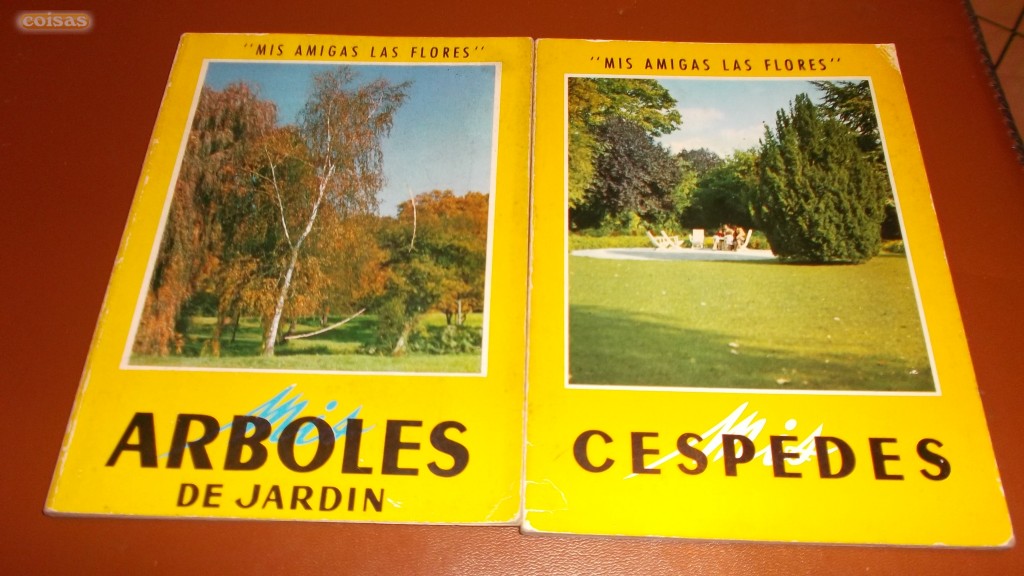 coisas
"MIS AMIGAS LAS FLORES"
Mis
ARBOLES
DE JARDIN
"MIS AMIGAS LAS FLORES"
Mis
CESPEDES